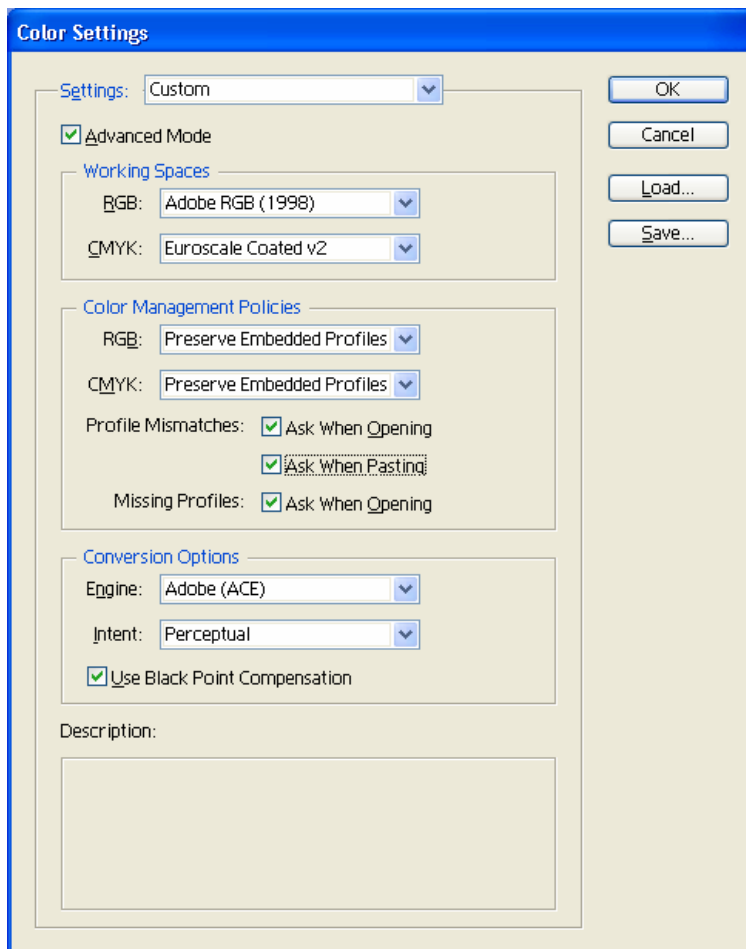 Color Settings
Settings: Custom
OK
Advanced Mode
Cancel
Working Spaces
RGB: Adobe RGB (1998)
Load...
CMYK: Euroscale Coated v2
Save...
Color Management Policies
RGB: Preserve Embedded Profiles
CMYK: Preserve Embedded Profiles
Profile Mismatches: Ask When Opening
Ask When Pasting
Missing Profiles: Ask When Opening
Conversion Options
Engine: Adobe (ACE)
Intent: Perceptual
Use Black Point Compensation
Description: